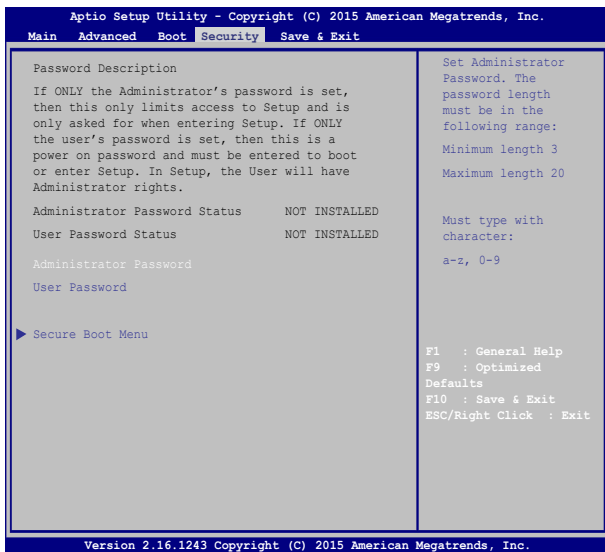 Aptio Setup Utility - Copyright (C) 2015 American Megatrends, Inc.
Main Advanced Boot Security Save & Exit
Password Description
If ONLY the Administrator's password is set,
then this only limits access to Setup and is
only asked for when entering Setup. If ONLY
the user's password is set, then this is a
power on password and must be entered to boot
or enter Setup. In Setup, the User will have
Administrator rights.
Administrator Password Status NOT INSTALLED
User Password Status NOT INSTALLED
Administrator Password
User Password
Secure Boot Menu
Set Administrator
Password. The
password length
must be in the
following range:
Minimum length 3
Maximum length 20
Must type with
character:
a-z, 0-9
F1 : General Help
F9 : Optimized
Defaults
F10 : Save & Exit
ESC/Right Click : Exit
Version 2.16.1243 Copyright (C) 2015 American Megatrends, Inc.